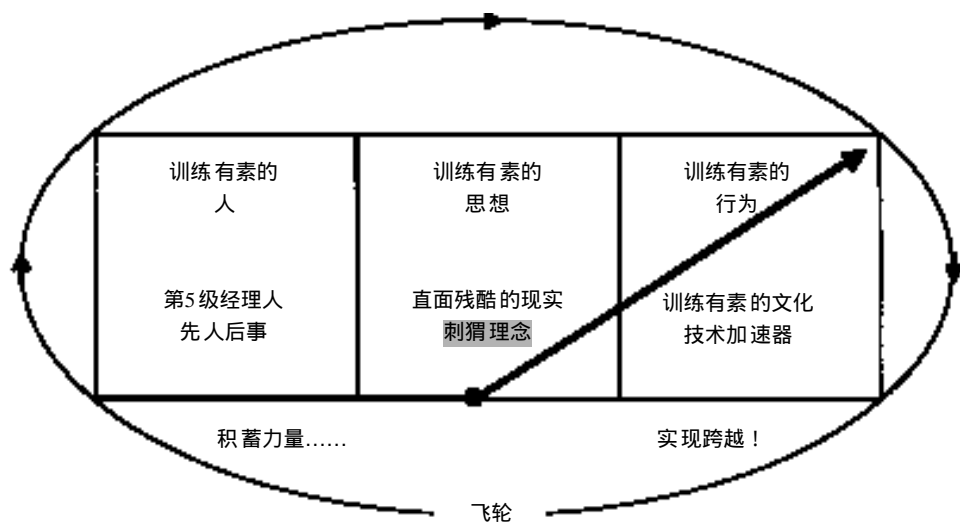 训练有素的
人
训练有素的
思想
训练有素的
行为
第5级经理人
先人后事
直面残酷的现实
刺猬理念
训练有素的文化
技术加速器
积蓄力量……
实现跨越！
飞轮